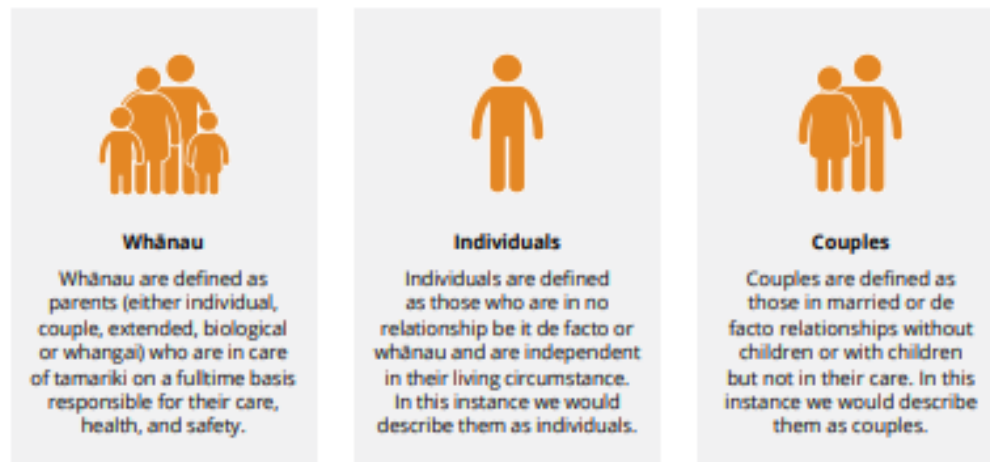 Whānau
Whānau are defined as
parents (either individual,
couple, extended, biological
or whangai) who are in care
of tamariki on a fulltime basis
responsible for their care,
health, and safety.
Individuals
Individuals are defined
as those who are in no
relationship be it de facto or
whānau and are independent
in their living circumstance.
In this instance we would
describe them as individuals.
Couples
Couples are defined as
those in married or de
facto relationships without
children or with children
but not in their care. In this
instance we would describe
them as couples.